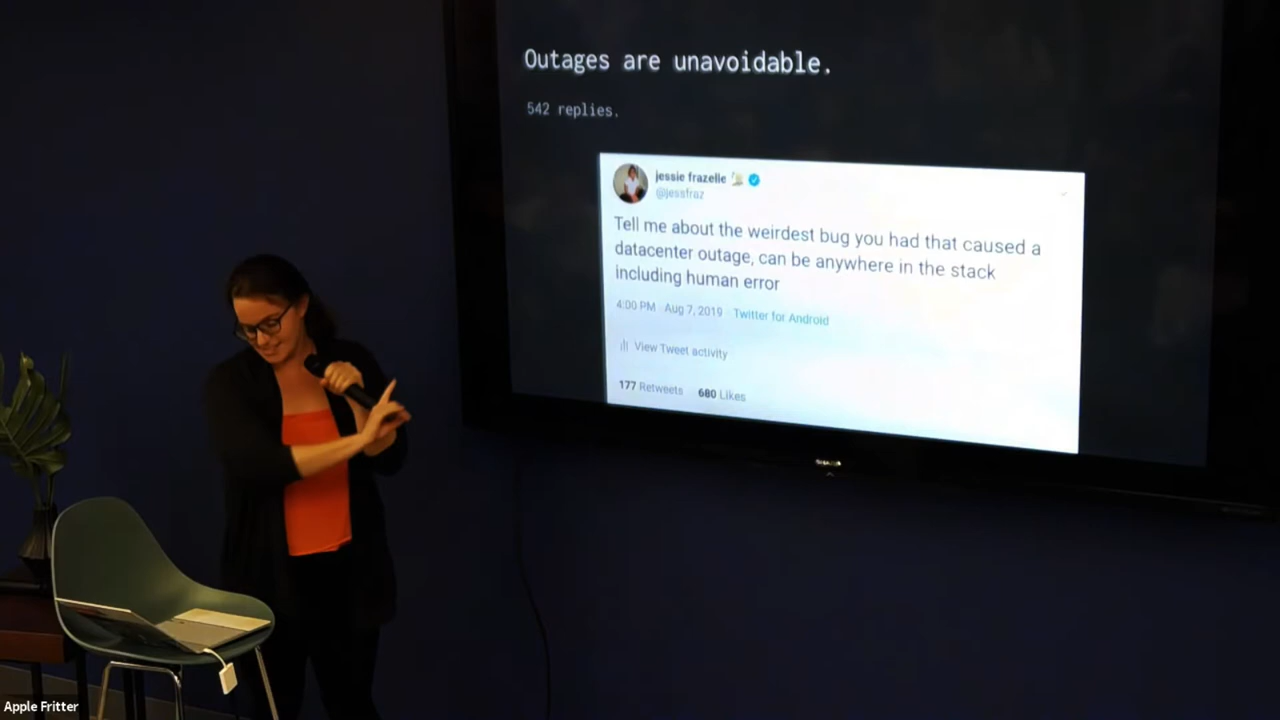 Outages are unavoidable.
542 replies.
jessie frazelle
@jessfraz
Tell me about the weirdest bug you had that caused a
datacenter outage, can be anywhere in the stack
including human error
4:00 PM · Aug 7, 2019 · Twitter for Android
View Tweet activity
177 Retweets 680 Likes
SHARP
Apple Fritter